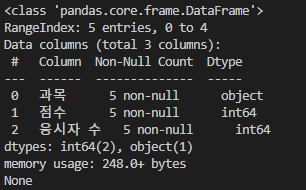 <class 'pandas.core.frame.DataFrame'>
RangeIndex: 5 entries, 0 to 4
Data columns (total 3 columns):
 #   Column  Non-Null Count  Dtype
---  ------  --------------  -----
 0   과목      5 non-null      object
 1   점수      5 non-null      int64
 2   응시자 수   5 non-null      int64
dtypes: int64(2), object(1)
memory usage: 248.0+ bytes
None